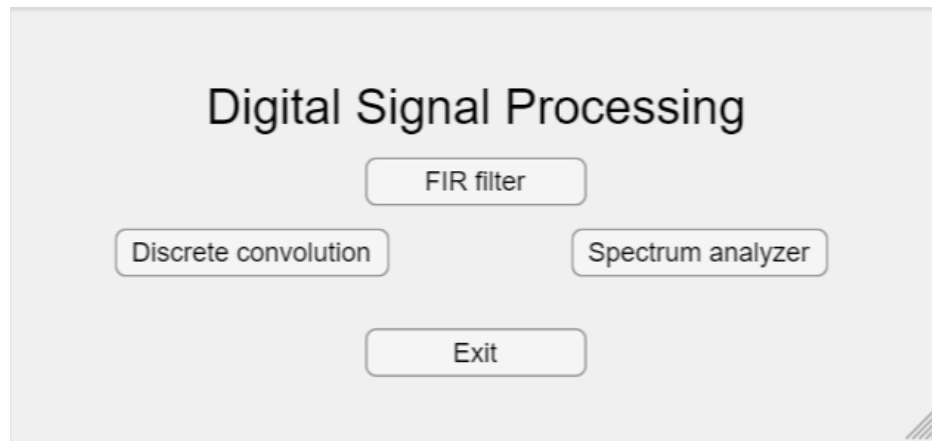 Digital Signal Processing
FIR filter
Discrete convolution
Spectrum analyzer
Exit